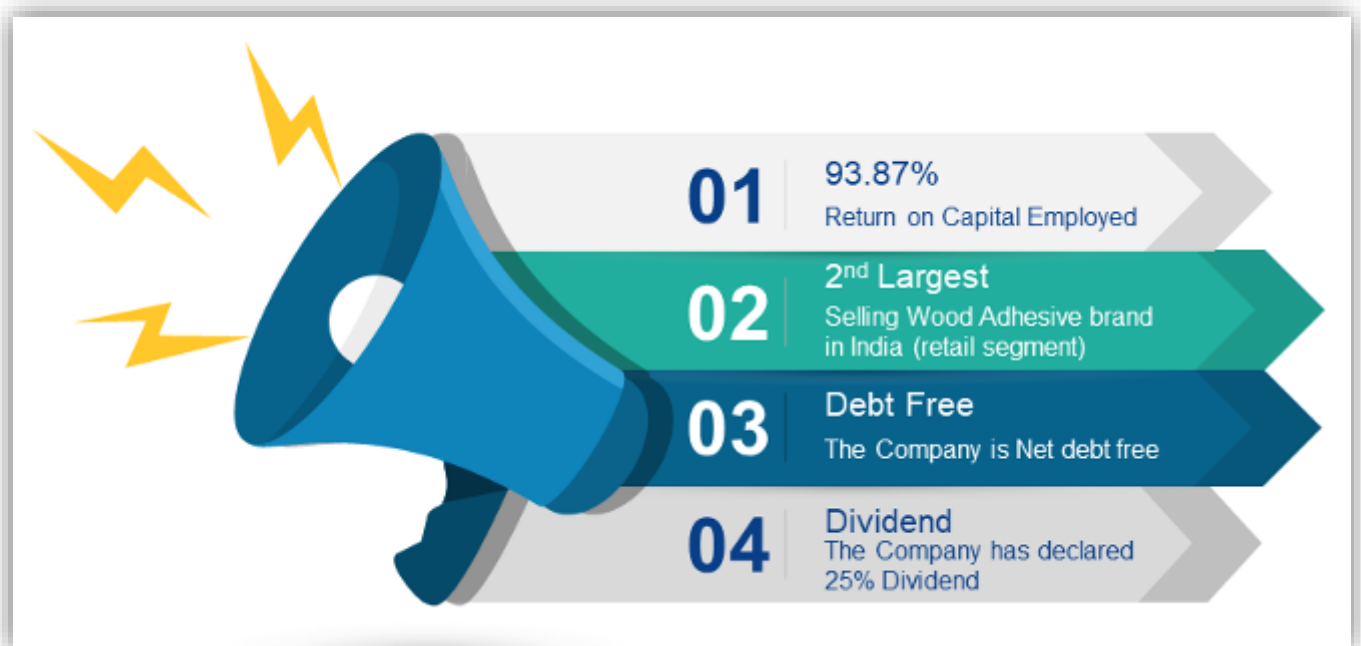 01
93.87%
Return on Capital Employed
02
2nd Largest
Selling Wood Adhesive brand
in India (retail segment)
03
Debt Free
The Company is Net debt free
04
Dividend
The Company has declared
25% Dividend